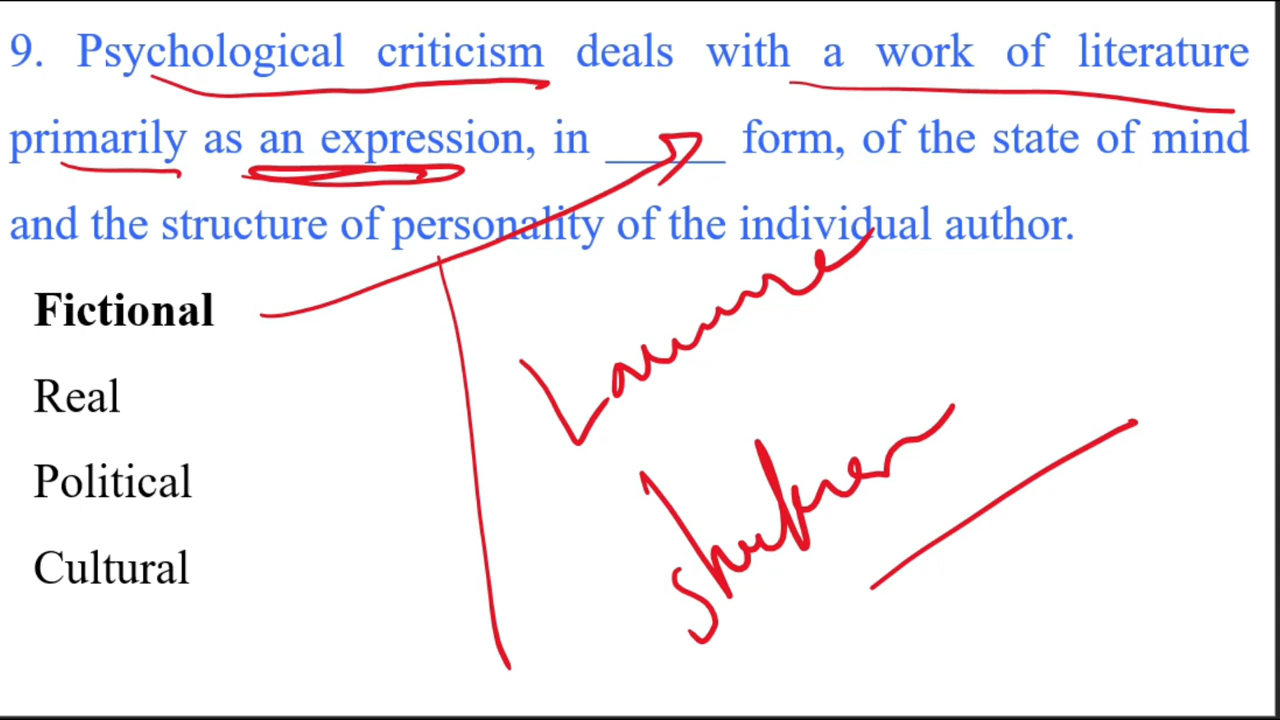 9. Psychological criticism deals with a work of literature
primarily as an expression, in ______ form, of the state of mind
and the structure of personality of the individual author.
Fictional
Real
Political
Cultural